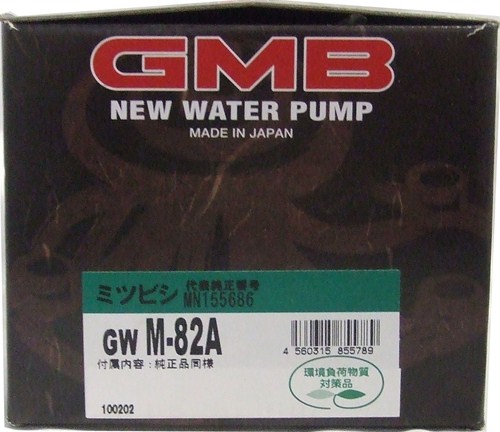 GMB
NEW WATER PUMP
MADE IN JAPAN
ミツビシ 代表純正番号
MN155686
GW M-82A
付属内容:純正品同様
4 560315 855789
環境負荷物質
対策品
100202